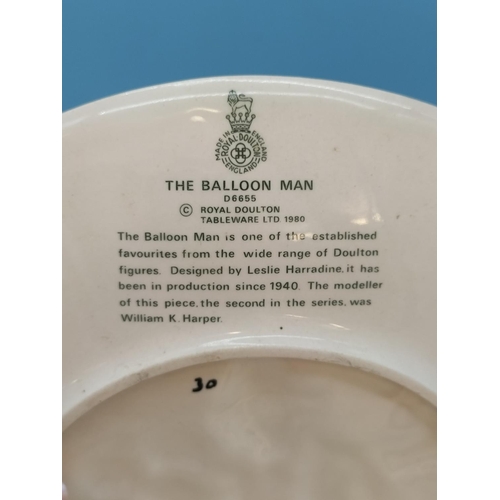 MADE IN ENGLAND
ROYAL DOULTON
ENGLAND
THE BALLOON MAN
D6655
© ROYAL DOULTON
TABLEWARE LTD 1980
The Balloon Man is one of the established
favourites from the wide range of Doulton
figures. Designed by Leslie Harradine, it has
been in production since 1940. The modeller
of this piece, the second in the series, was
William K. Harper.
30